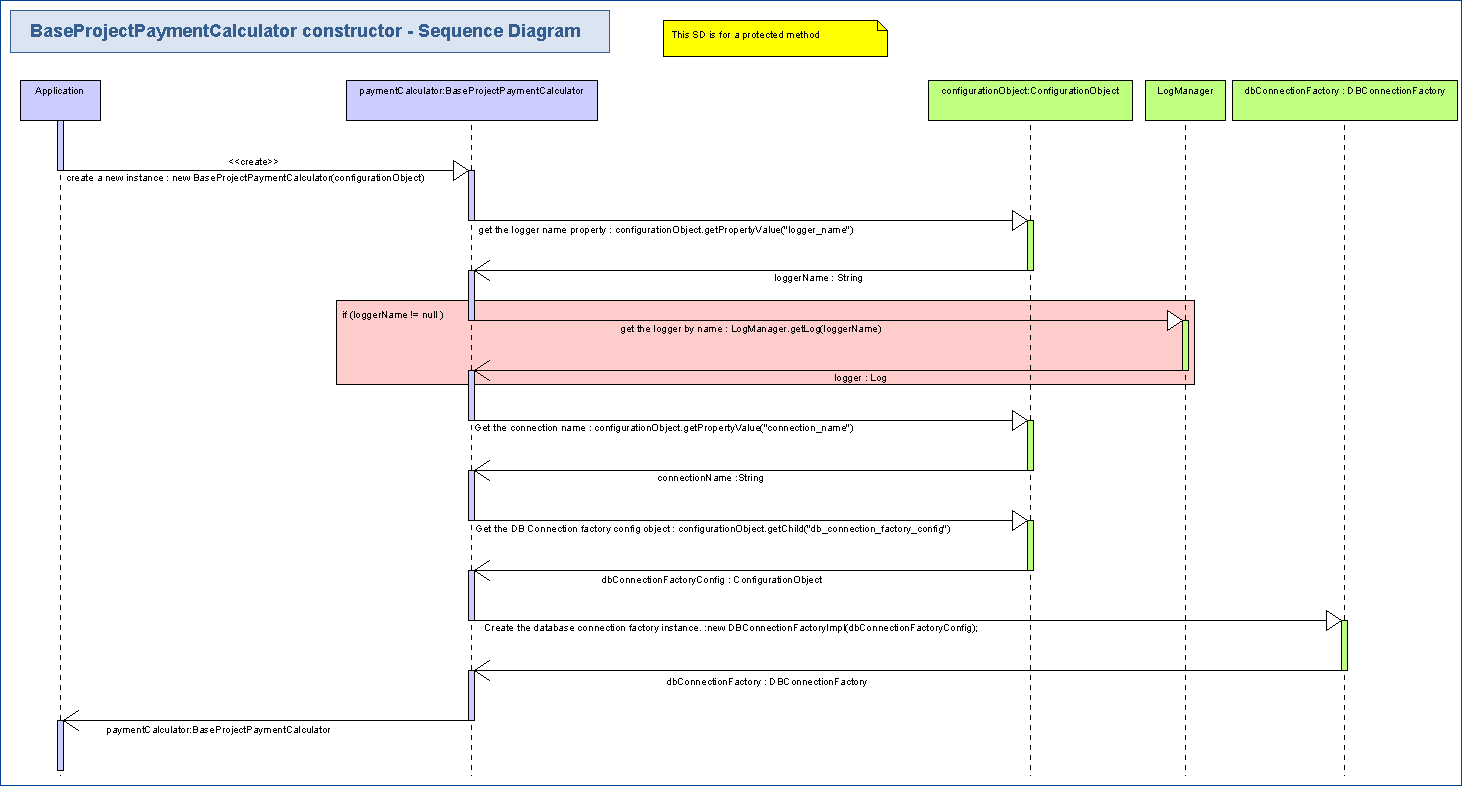 BaseProjectPaymentCalculator constructor - Sequence Diagram
This SD is for a protected method
Application
paymentCalculator:BaseProjectPaymentCalculator
configurationObject:ConfigurationObject
LogManager
dbConnectionFactory : DBConnectionFactory
<<create>>
create a new instance : new BaseProjectPaymentCalculator(configurationObject)
get the logger name property : configurationObject.getPropertyValue("logger_name")
loggerName : String
if (loggerName != null )
get the logger by name : LogManager.getLog(loggerName)
logger : Log
Get the connection name : configurationObject.getPropertyValue("connection_name")
connectionName :String
Get the DB Connection factory config object : configurationObject.getChild("db_connection_factory_config")
dbConnectionFactoryConfig : ConfigurationObject
Create the database connection factory instance. :new DBConnectionFactoryImpl(dbConnectionFactoryConfig);
dbConnectionFactory : DBConnectionFactory
paymentCalculator:BaseProjectPaymentCalculator